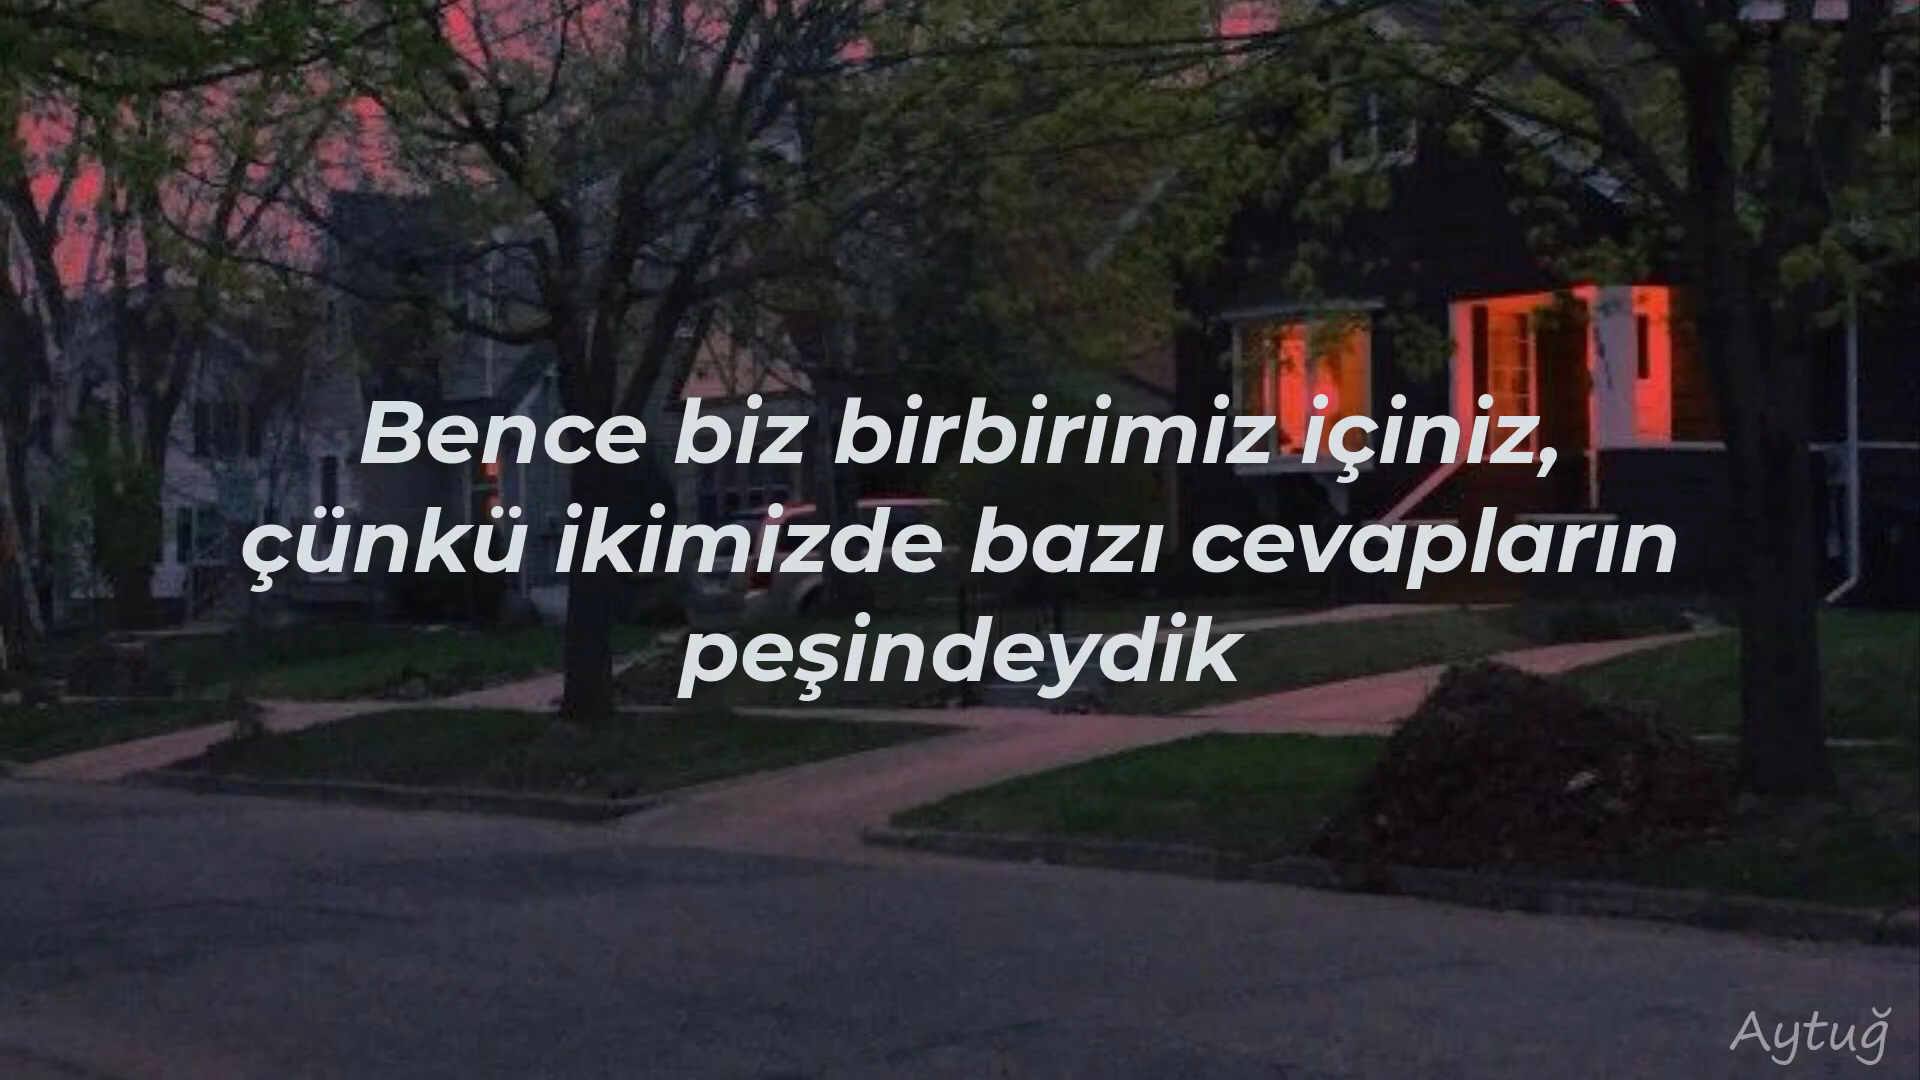 Bence biz birbirimiz içiniz,
çünkü ikimizde bazı cevapların
peşindeydik
Aytuğ